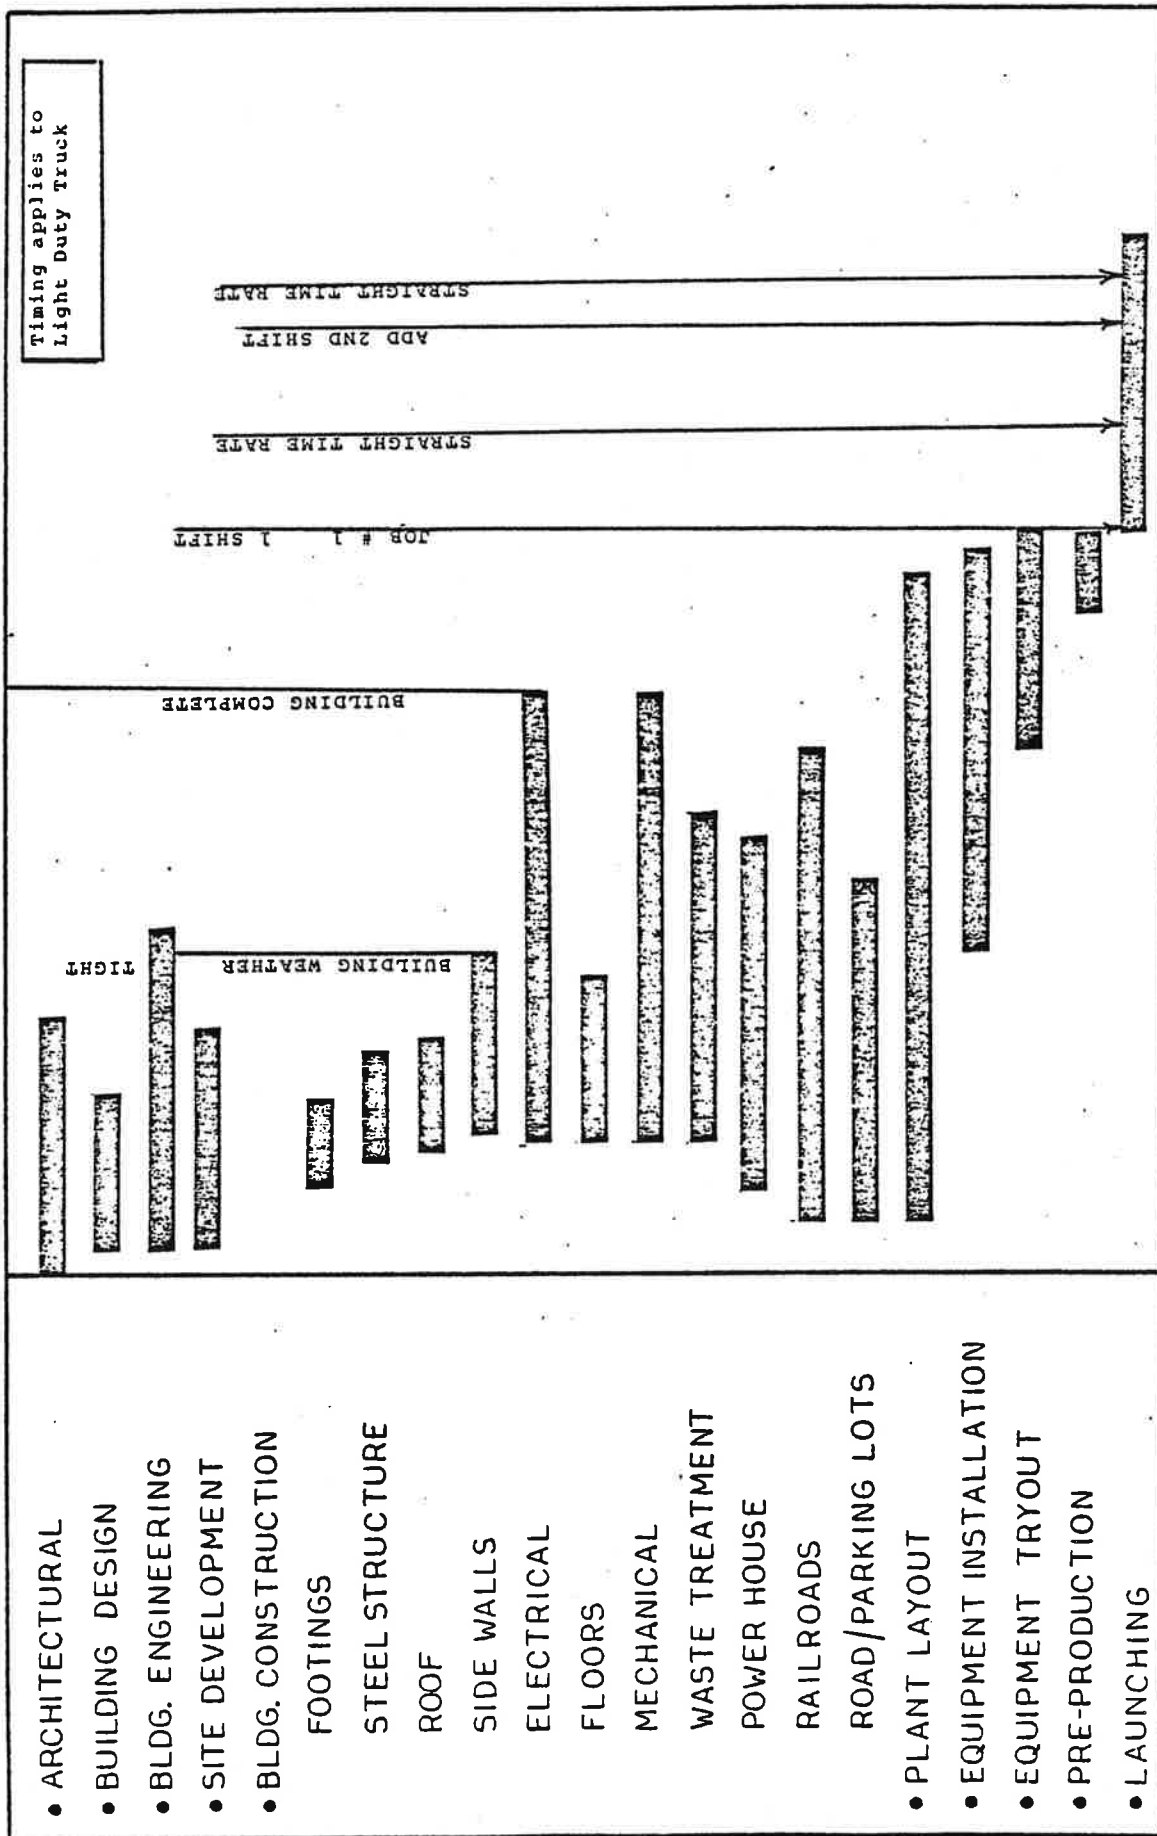 Timing applies to
Light Duty Truck
• ARCHITECTURAL
• BUILDING DESIGN
• BLDG. ENGINEERING
• SITE DEVELOPMENT
• BLDG. CONSTRUCTION
FOOTINGS
STEEL STRUCTURE
ROOF
SIDE WALLS
ELECTRICAL
FLOORS
MECHANICAL
WASTE TREATMENT
POWER HOUSE
RAILROADS
ROAD/PARKING LOTS
• PLANT LAYOUT
• EQUIPMENT INSTALLATION
• EQUIPMENT TRYOUT
• PRE-PRODUCTION
• LAUNCHING
BUILDING WEATHER TIGHT
BUILDING COMPLETE
JOB # 1 1 SHIFT
STRAIGHT TIME RATE
ADD 2ND SHIFT
STRAIGHT TIME RATE